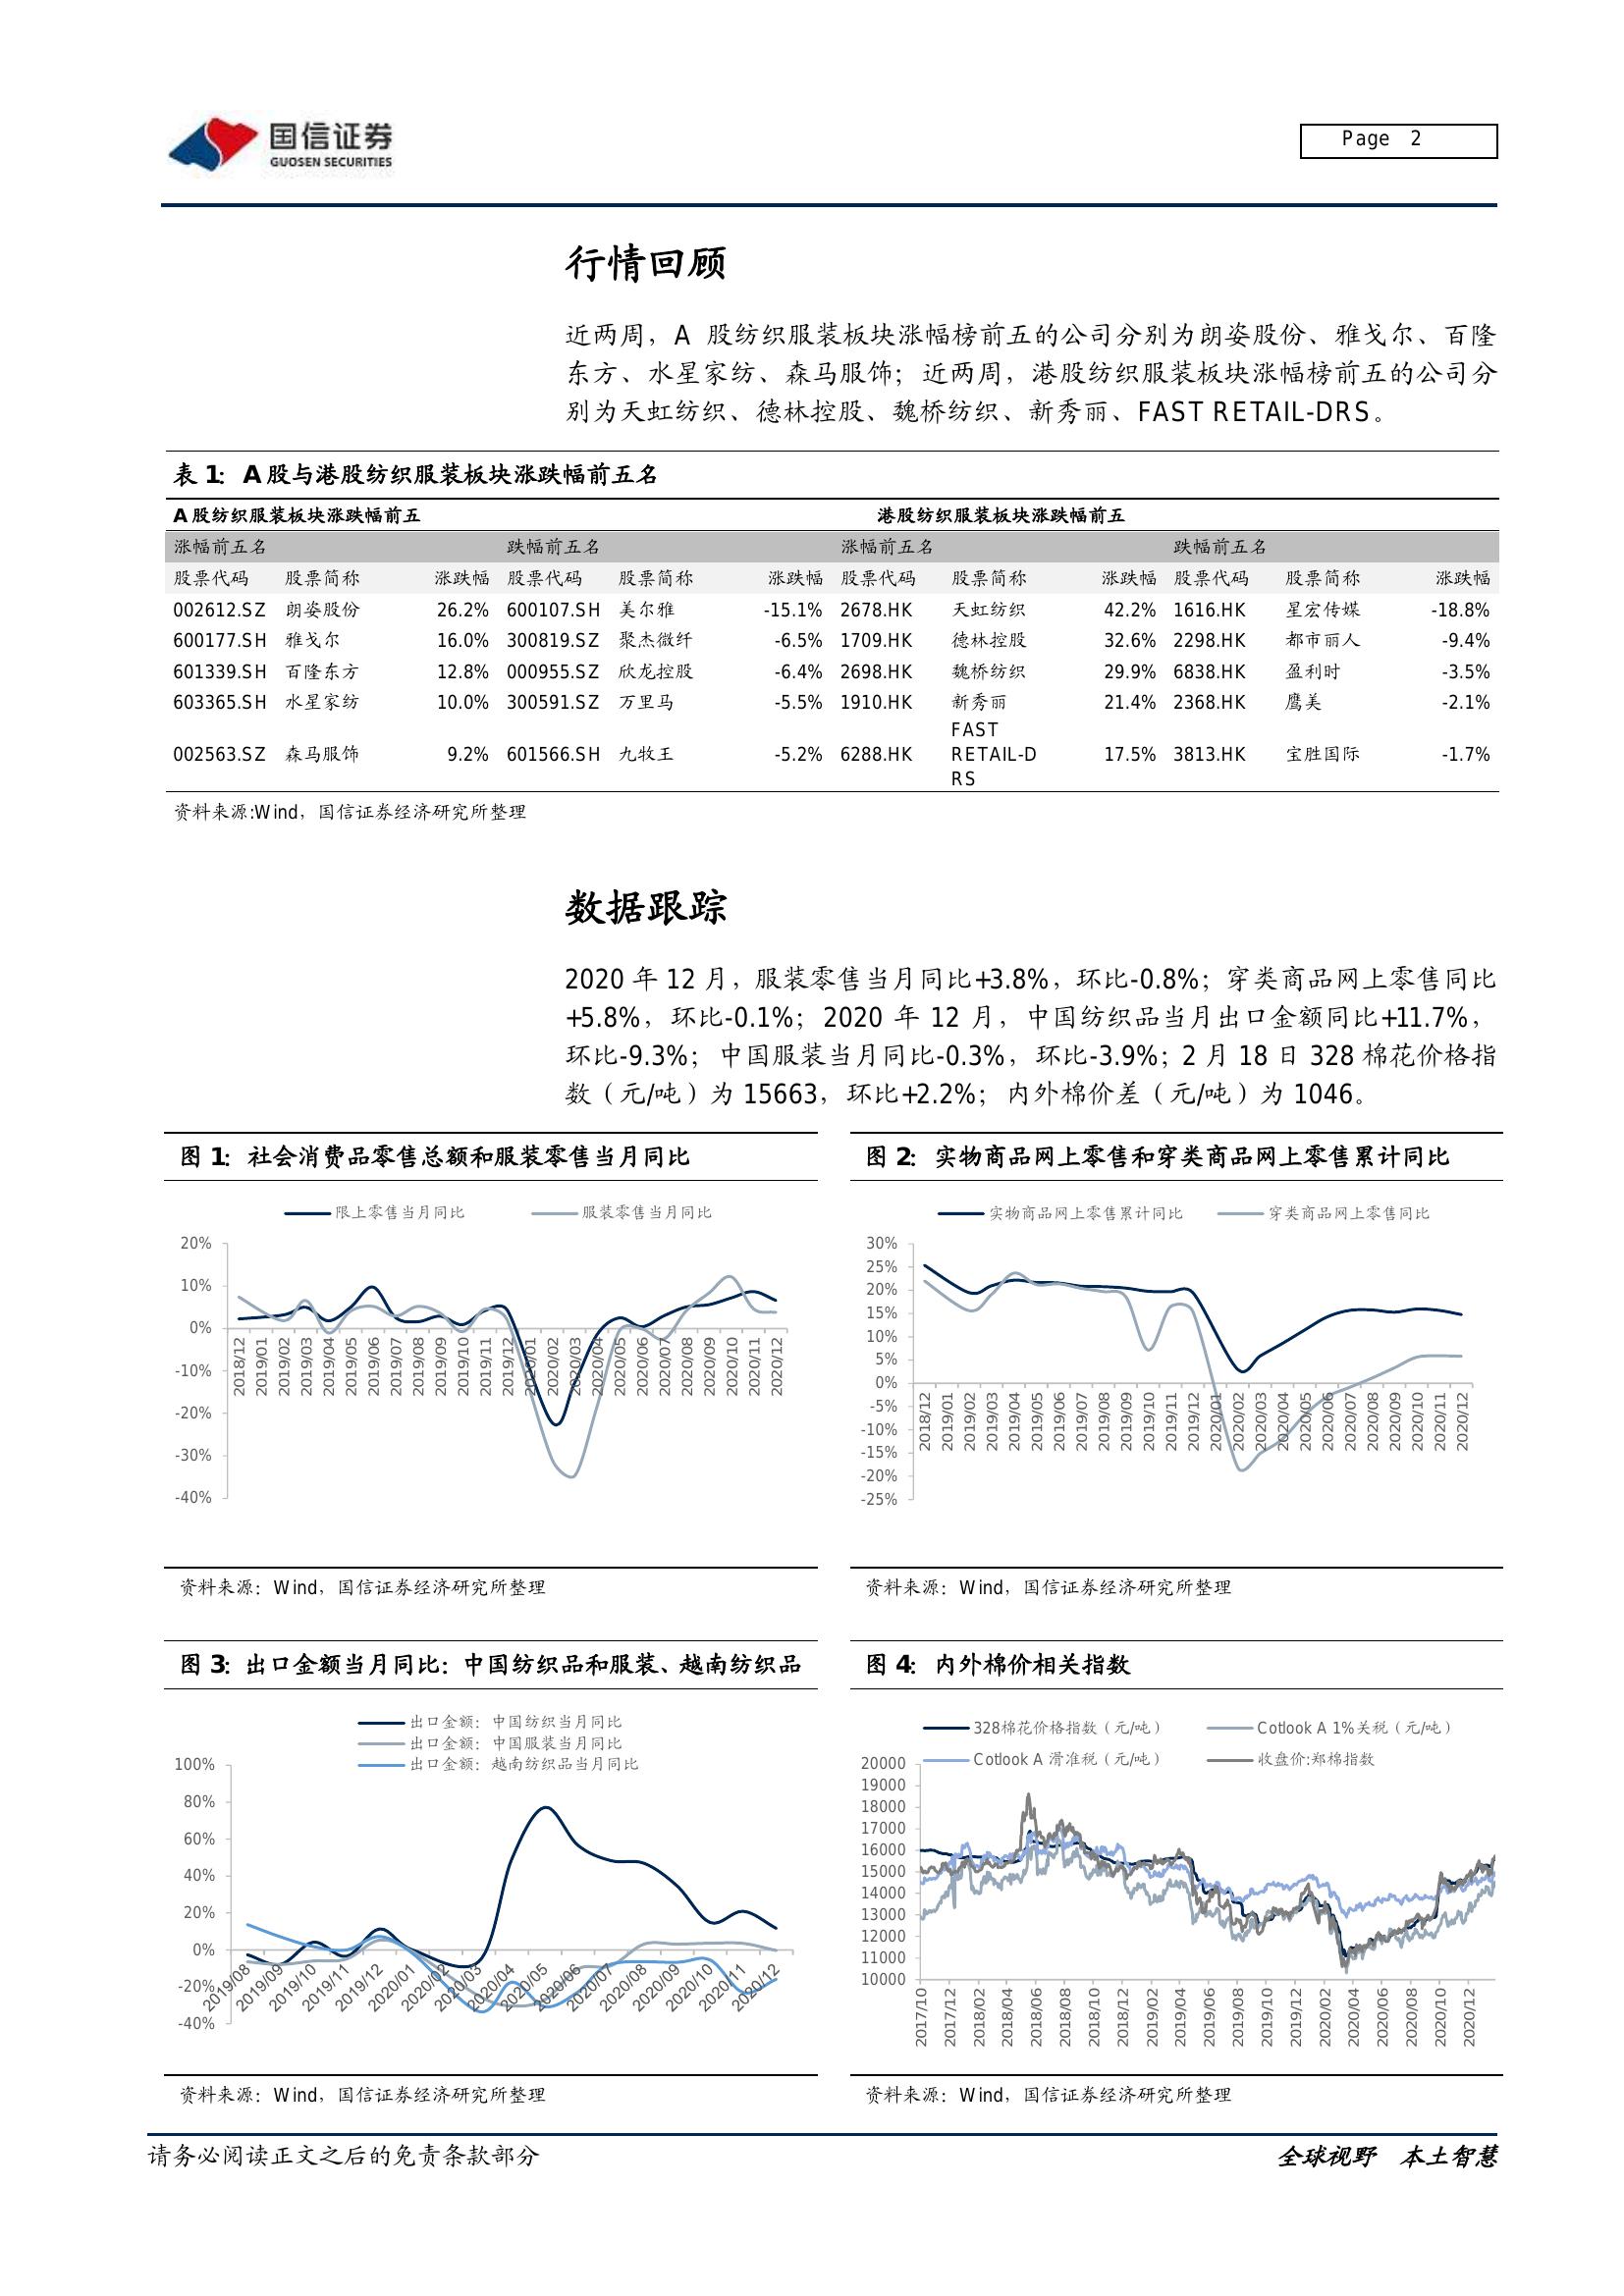 国信证券
GUOSEN SECURITIES
Page 2
行情回顾
近两周，A 股纺织服装板块涨幅榜前五的公司分别为朗姿股份、雅戈尔、百隆
东方、水星家纺、森马服饰；近两周，港股纺织服装板块涨幅榜前五的公司分
别为天虹纺织、德林控股、魏桥纺织、新秀丽、FAST RETAIL-DRS。
表 1：A 股与港股纺织服装板块涨跌幅前五名
A 股纺织服装板块涨跌幅前五 港股纺织服装板块涨跌幅前五
涨幅前五名 跌幅前五名 涨幅前五名 跌幅前五名
股票代码 股票简称 涨跌幅 股票代码 股票简称 涨跌幅 股票代码 股票简称 涨跌幅 股票代码 股票简称 涨跌幅
002612.SZ 朗姿股份 26.2% 600107.SH 美尔雅 -15.1% 2678.HK 天虹纺织 42.2% 1616.HK 星宏传媒 -18.8%
600177.SH 雅戈尔 16.0% 300819.SZ 聚杰微纤 -6.5% 1709.HK 德林控股 32.6% 2298.HK 都市丽人 -9.4%
601339.SH 百隆东方 12.8% 000955.SZ 欣龙控股 -6.4% 2698.HK 魏桥纺织 29.9% 6838.HK 盈利时 -3.5%
603365.SH 水星家纺 10.0% 300591.SZ 万里马 -5.5% 1910.HK 新秀丽 21.4% 2368.HK 鹰美 -2.1%
FAST
002563.SZ 森马服饰 9.2% 601566.SH 九牧王 -5.2% 6288.HK RETAIL-D 17.5% 3813.HK 宝胜国际 -1.7%
RS
资料来源:Wind，国信证券经济研究所整理
数据跟踪
2020 年 12 月，服装零售当月同比+3.8%，环比-0.8%；穿类商品网上零售同比
+5.8%，环比-0.1%；2020 年 12 月，中国纺织品当月出口金额同比+11.7%，
环比-9.3%；中国服装当月同比-0.3%，环比-3.9%；2 月 18 日 328 棉花价格指
数（元/吨）为 15663，环比+2.2%；内外棉价差（元/吨）为 1046。
图 1：社会消费品零售总额和服装零售当月同比
限上零售当月同比 服装零售当月同比
20%
10%
0%
-10%
-20%
-30%
-40%
2018/12 2019/01 2019/02 2019/03 2019/04 2019/05 2019/06 2019/07 2019/08 2019/09 2019/10 2019/11 2019/12 2020/01 2020/02 2020/03 2020/04 2020/05 2020/06 2020/07 2020/08 2020/09 2020/10 2020/11 2020/12
资料来源：Wind，国信证券经济研究所整理
图 2：实物商品网上零售和穿类商品网上零售累计同比
实物商品网上零售累计同比 穿类商品网上零售同比
30%
25%
20%
15%
10%
5%
0%
-5%
-10%
-15%
-20%
-25%
2018/12 2019/01 2019/02 2019/03 2019/04 2019/05 2019/06 2019/07 2019/08 2019/09 2019/10 2019/11 2019/12 2020/01 2020/02 2020/03 2020/04 2020/05 2020/06 2020/07 2020/08 2020/09 2020/10 2020/11 2020/12
资料来源：Wind，国信证券经济研究所整理
图 3：出口金额当月同比：中国纺织品和服装、越南纺织品
出口金额：中国纺织当月同比
出口金额：中国服装当月同比
出口金额：越南纺织品当月同比
100%
80%
60%
40%
20%
0%
-20%
-40%
2019/08 2019/09 2019/10 2019/11 2019/12 2020/01 2020/02 2020/03 2020/04 2020/05 2020/06 2020/07 2020/08 2020/09 2020/10 2020/11 2020/12
资料来源：Wind，国信证券经济研究所整理
图 4：内外棉价相关指数
328棉花价格指数（元/吨） Cotlook A 1%关税（元/吨）
Cotlook A 滑准税（元/吨） 收盘价:郑棉指数
20000
19000
18000
17000
16000
15000
14000
13000
12000
11000
10000
2017/10 2017/12 2018/02 2018/04 2018/06 2018/08 2018/10 2018/12 2019/02 2019/04 2019/06 2019/08 2019/10 2019/12 2020/02 2020/04 2020/06 2020/08 2020/10 2020/12
资料来源：Wind，国信证券经济研究所整理
请务必阅读正文之后的免责条款部分
全球视野 本土智慧